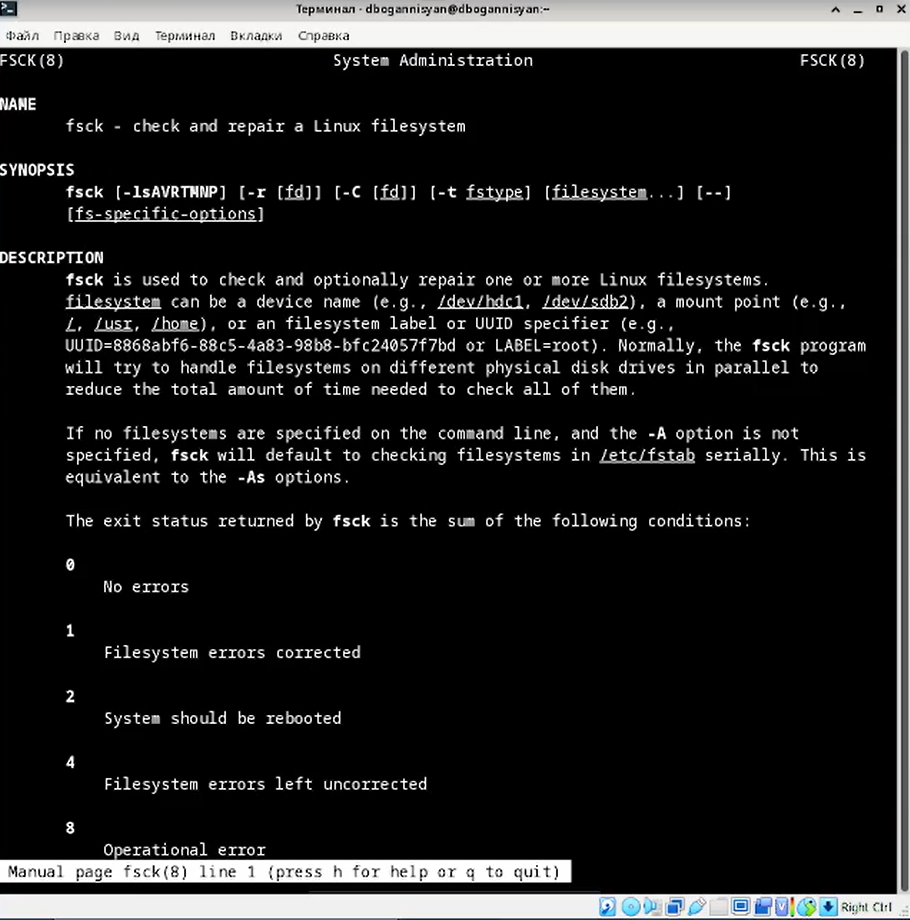 Терминал - dbogannisyan@dbogannisyan:~
Файл Правка Вид Терминал Вкладки Справка
FSCK(8) System Administration FSCK(8)
NAME
fsck - check and repair a Linux filesystem
SYNOPSIS
fsck [-lsAVRTMNP] [-r [fd]] [-C [fd]] [-t fstype] [filesystem...] [--]
[fs-specific-options]
DESCRIPTION
fsck is used to check and optionally repair one or more Linux filesystems.
filesystem can be a device name (e.g., /dev/hdc1, /dev/sdb2), a mount point (e.g.,
/, /usr, /home), or an filesystem label or UUID specifier (e.g.,
UUID=8868abf6-88c5-4a83-98b8-bfc24057f7bd or LABEL=root). Normally, the fsck program
will try to handle filesystems on different physical disk drives in parallel to
reduce the total amount of time needed to check all of them.
If no filesystems are specified on the command line, and the -A option is not
specified, fsck will default to checking filesystems in /etc/fstab serially. This is
equivalent to the -As options.
The exit status returned by fsck is the sum of the following conditions:
0
No errors
1
Filesystem errors corrected
2
System should be rebooted
4
Filesystem errors left uncorrected
8
Operational error
Manual page fsck(8) line 1 (press h for help or q to quit)
Right Ctrl